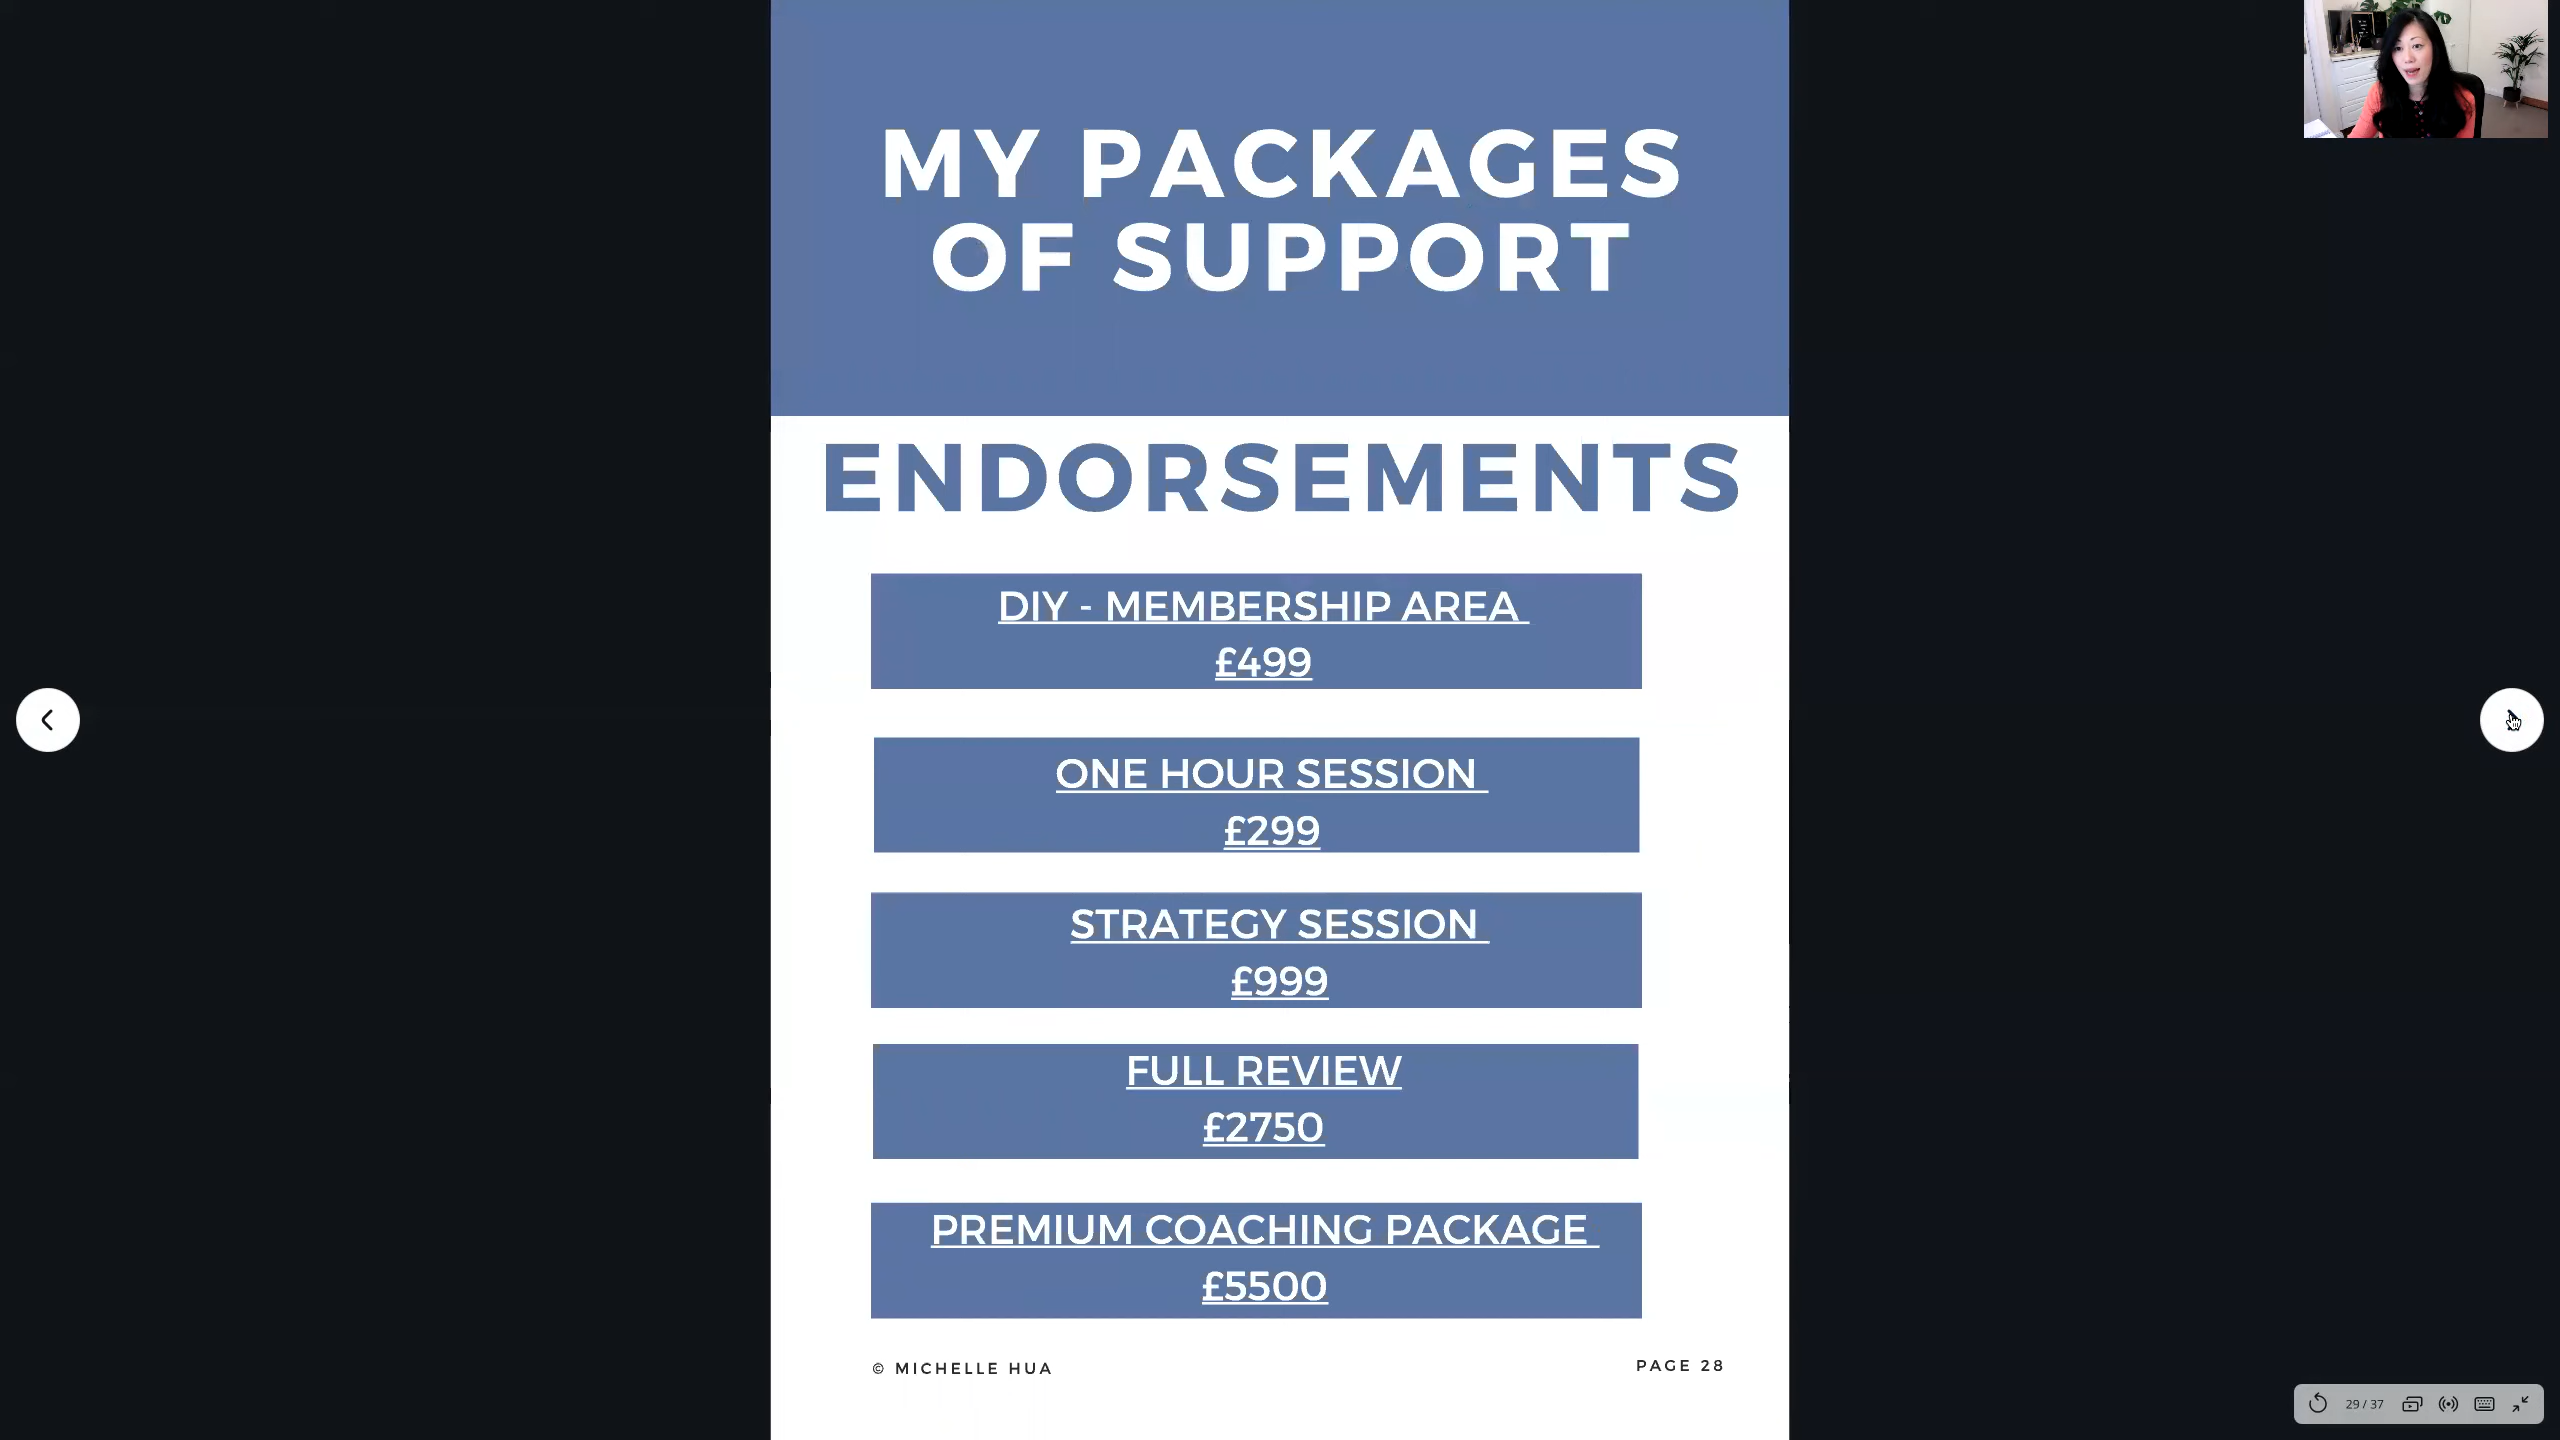 MY PACKAGES
OF SUPPORT
ENDORSEMENTS
DIY - MEMBERSHIP AREA
£499
ONE HOUR SESSION
£299
STRATEGY SESSION
£999
FULL REVIEW
£2750
PREMIUM COACHING PACKAGE
£5500
© MICHELLE HUA
PAGE 28
29 / 37